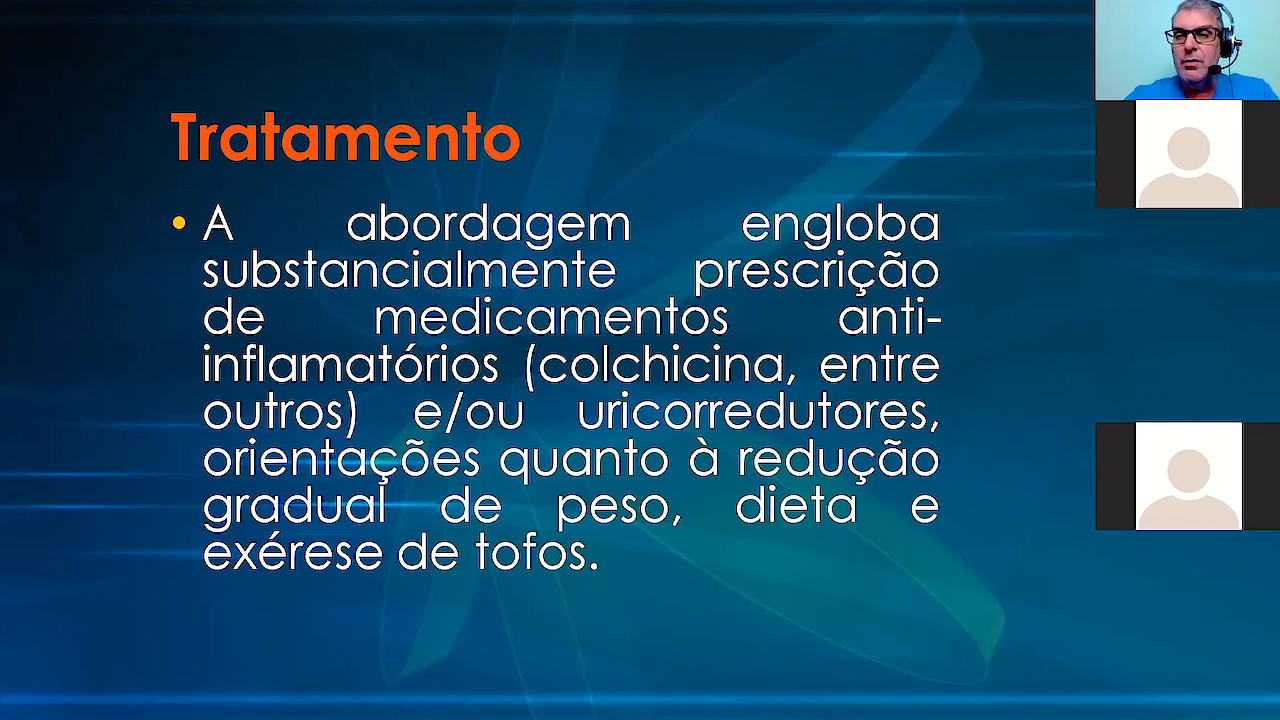 Tratamento
• A abordagem engloba
substancialmente prescrição
de medicamentos anti-
inflamatórios (colchicina, entre
outros) e/ou uricorredutores,
orientações quanto à redução
gradual de peso, dieta e
exérese de tofos.